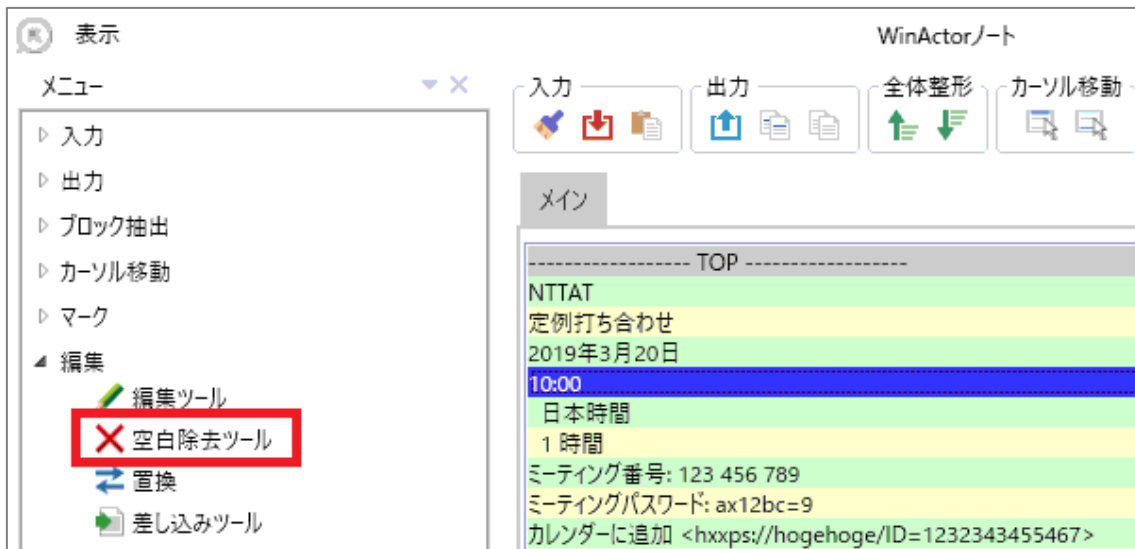 表示
WinActorノート
メニュー
入力
出力
ブロック抽出
カーソル移動
マーク
編集
編集ツール
空白除去ツール
置換
差し込みツール
入力 出力 全体整形 カーソル移動
メイン
------------------ TOP ------------------
NTTAT
定例打ち合わせ
2019年3月20日
10:00
日本時間
1 時間
ミーティング番号: 123 456 789
ミーティングパスワード: ax12bc=9
カレンダーに追加 <hxxps://hogehoge/ID=1232343455467>